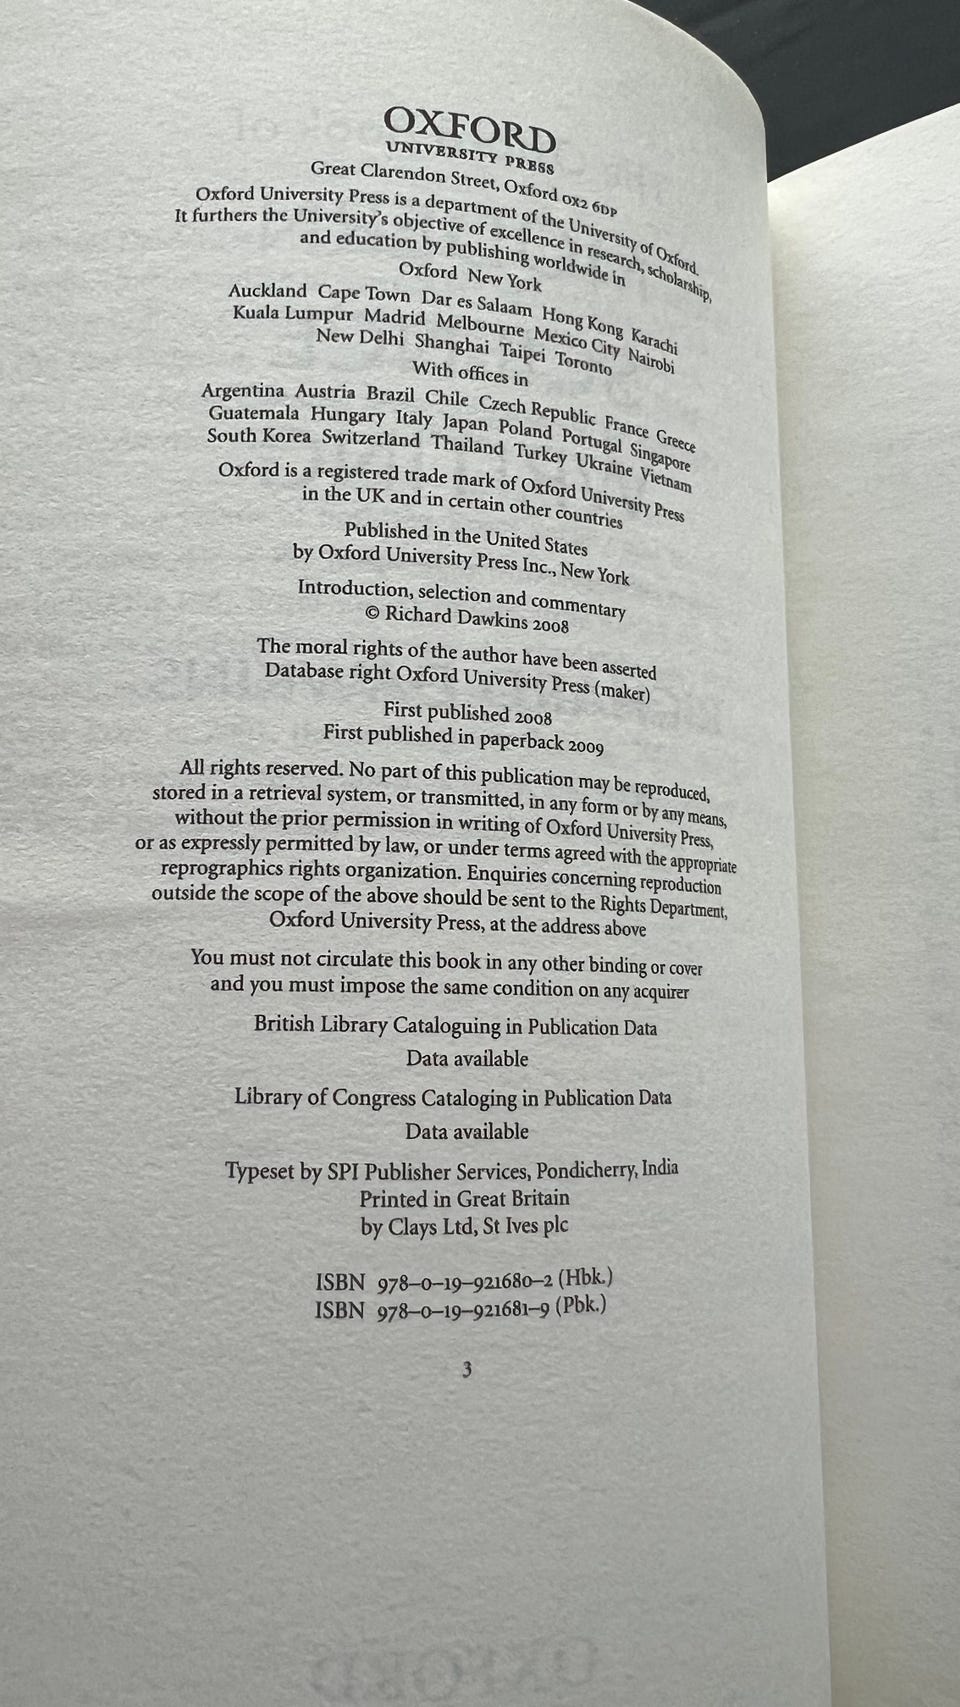 OXFORD
UNIVERSITY PRESS
Great Clarendon Street, Oxford OX2 6DP
Oxford University Press is a department of the University of Oxford.
It furthers the University's objective of excellence in research, scholarship,
and education by publishing worldwide in
Oxford New York
Auckland Cape Town Dar es Salaam Hong Kong Karachi
Kuala Lumpur Madrid Melbourne Mexico City Nairobi
New Delhi Shanghai Taipei Toronto
With offices in
Argentina Austria Brazil Chile Czech Republic France Greece
Guatemala Hungary Italy Japan Poland Portugal Singapore
South Korea Switzerland Thailand Turkey Ukraine Vietnam
Oxford is a registered trade mark of Oxford University Press
in the UK and in certain other countries
Published in the United States
by Oxford University Press Inc., New York
Introduction, selection and commentary
© Richard Dawkins 2008
The moral rights of the author have been asserted
Database right Oxford University Press (maker)
First published 2008
First published in paperback 2009
All rights reserved. No part of this publication may be reproduced,
stored in a retrieval system, or transmitted, in any form or by any means,
without the prior permission in writing of Oxford University Press,
or as expressly permitted by law, or under terms agreed with the appropriate
reprographics rights organization. Enquiries concerning reproduction
outside the scope of the above should be sent to the Rights Department,
Oxford University Press, at the address above
You must not circulate this book in any other binding or cover
and you must impose the same condition on any acquirer
British Library Cataloguing in Publication Data
Data available
Library of Congress Cataloging in Publication Data
Data available
Typeset by SPI Publisher Services, Pondicherry, India
Printed in Great Britain
by Clays Ltd, St Ives plc
ISBN 978–0–19–921680–2 (Hbk.)
ISBN 978–0–19–921681–9 (Pbk.)
3
OXFORD